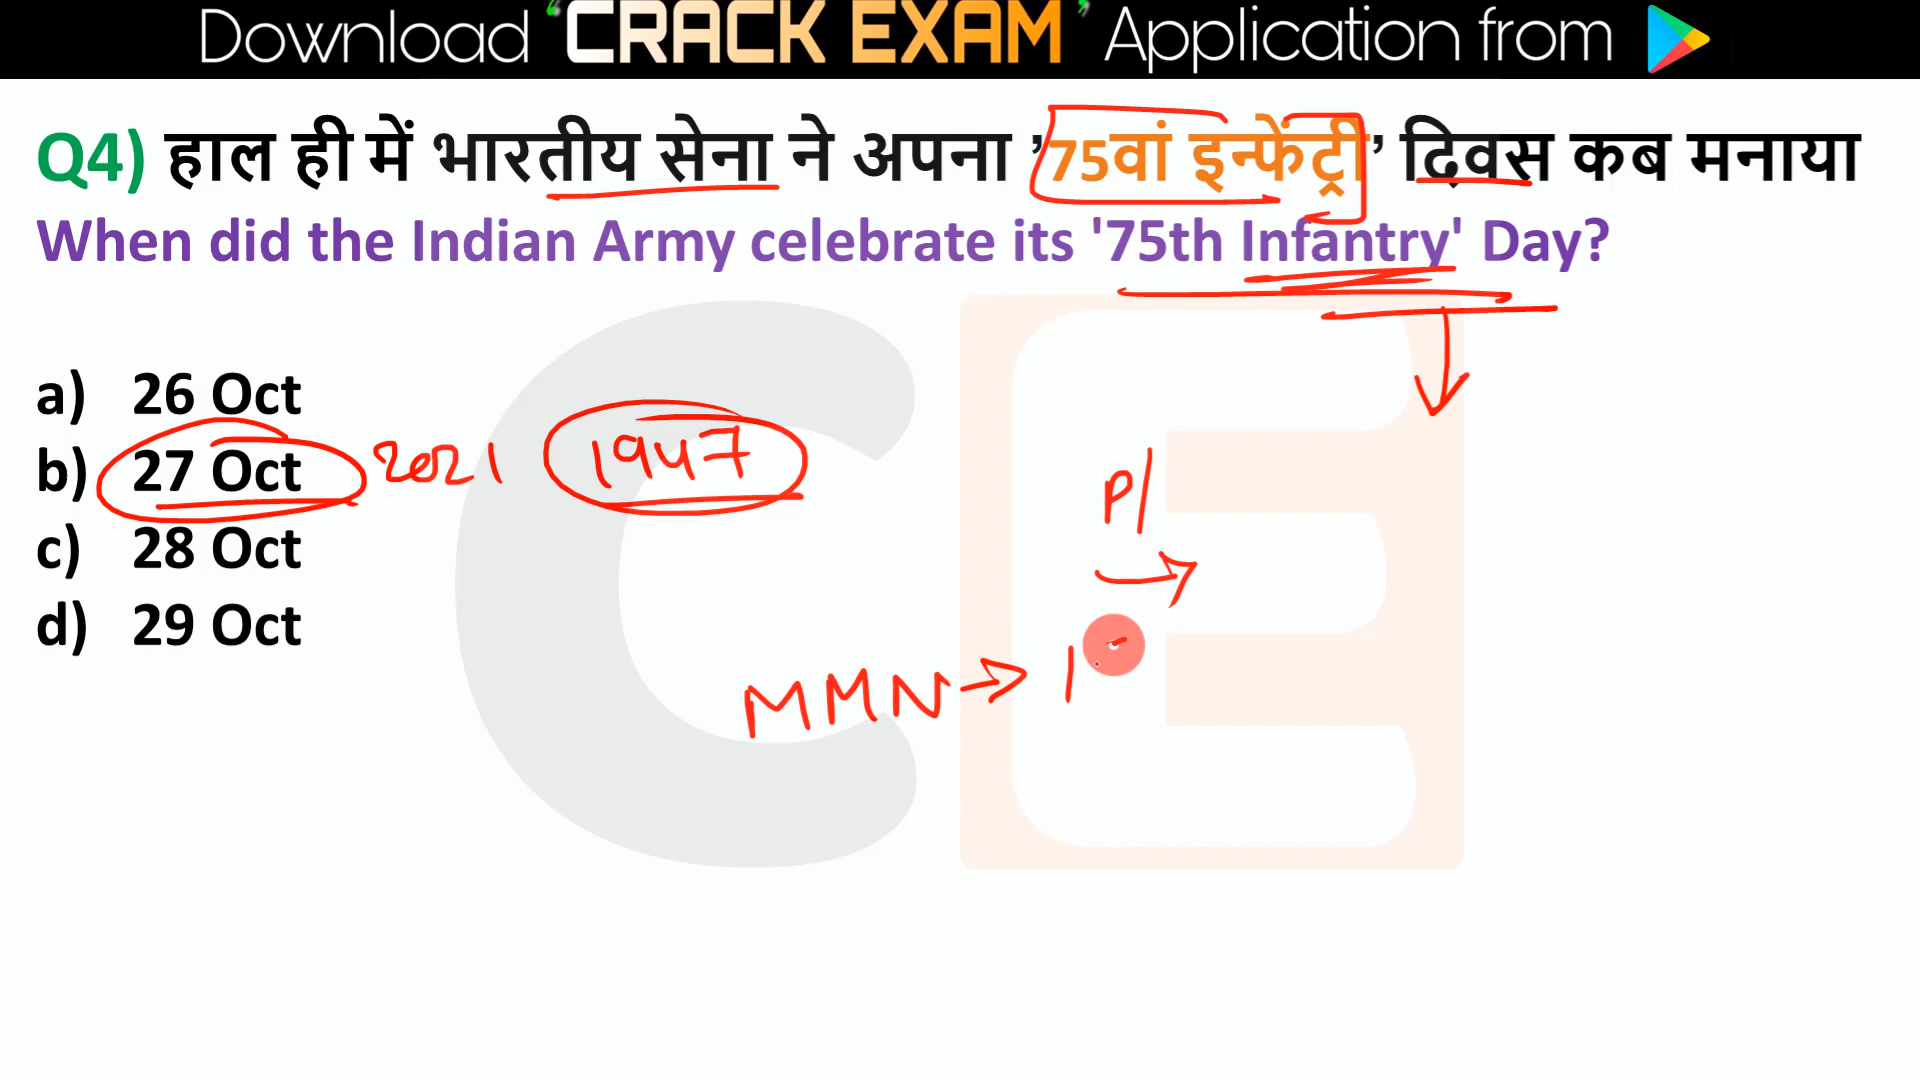 Download 'CRACK EXAM' Application from
Q4) हाल ही में भारतीय सेना ने अपना '75वां इन्फेंट्री' दिवस कब मनाया
When did the Indian Army celebrate its '75th Infantry' Day?
a) 26 Oct
b) 27 Oct 2021 1947
c) 28 Oct
d) 29 Oct
P/
MMN → 1
CE